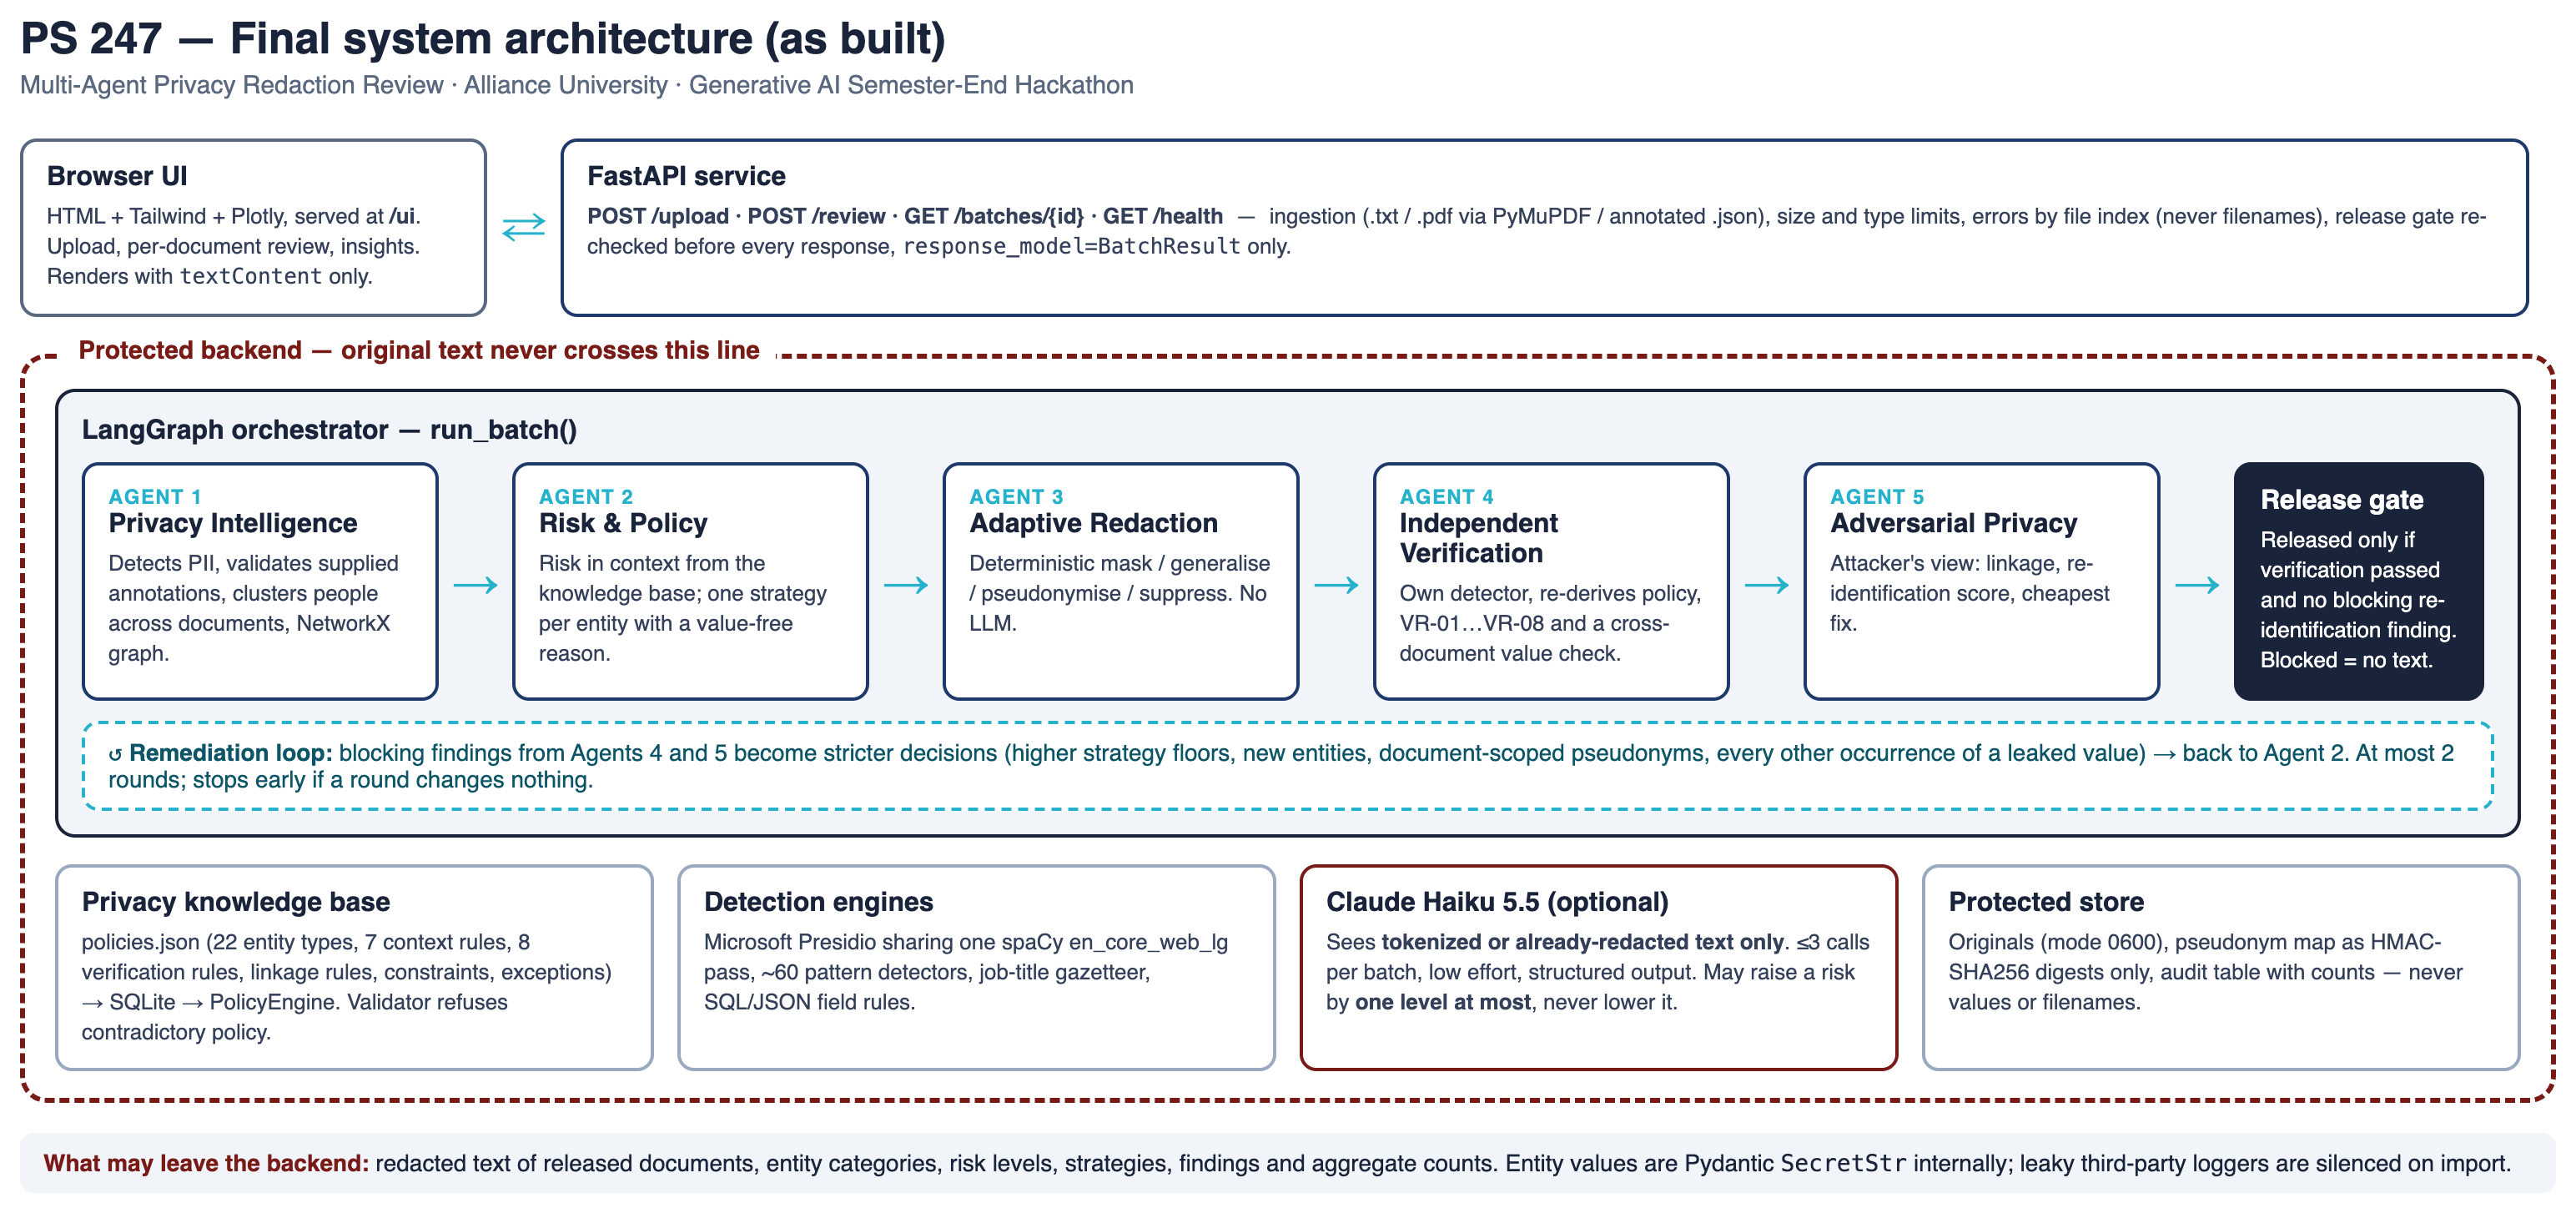 PS 247 — Final system architecture (as built)
Multi-Agent Privacy Redaction Review · Alliance University · Generative AI Semester-End Hackathon
Browser UI
HTML + Tailwind + Plotly, served at /ui.
Upload, per-document review, insights.
Renders with textContent only.
⇄
FastAPI service
POST /upload · POST /review · GET /batches/{id} · GET /health — ingestion (.txt / .pdf via PyMuPDF / annotated .json), size and type limits, errors by file index (never filenames), release gate re-
checked before every response, response_model=BatchResult only.
Protected backend — original text never crosses this line
LangGraph orchestrator — run_batch()
AGENT 1
Privacy Intelligence
Detects PII, validates supplied
annotations, clusters people
across documents, NetworkX
graph.
→
AGENT 2
Risk & Policy
Risk in context from the
knowledge base; one strategy
per entity with a value-free
reason.
→
AGENT 3
Adaptive Redaction
Deterministic mask / generalise
/ pseudonymise / suppress. No
LLM.
→
AGENT 4
Independent
Verification
Own detector, re-derives policy,
VR-01…VR-08 and a cross-
document value check.
→
AGENT 5
Adversarial Privacy
Attacker's view: linkage, re-
identification score, cheapest
fix.
→
Release gate
Released only if
verification passed
and no blocking re-
identification finding.
Blocked = no text.
↺ Remediation loop: blocking findings from Agents 4 and 5 become stricter decisions (higher strategy floors, new entities, document-scoped pseudonyms, every other occurrence of a leaked value) → back to Agent 2. At most 2
rounds; stops early if a round changes nothing.
Privacy knowledge base
policies.json (22 entity types, 7 context rules, 8
verification rules, linkage rules, constraints, exceptions)
→ SQLite → PolicyEngine. Validator refuses
contradictory policy.
Detection engines
Microsoft Presidio sharing one spaCy en_core_web_lg
pass, ~60 pattern detectors, job-title gazetteer,
SQL/JSON field rules.
Claude Haiku 5.5 (optional)
Sees tokenized or already-redacted text only. ≤3 calls
per batch, low effort, structured output. May raise a risk
by one level at most, never lower it.
Protected store
Originals (mode 0600), pseudonym map as HMAC-
SHA256 digests only, audit table with counts — never
values or filenames.
What may leave the backend: redacted text of released documents, entity categories, risk levels, strategies, findings and aggregate counts. Entity values are Pydantic SecretStr internally; leaky third-party loggers are silenced on import.